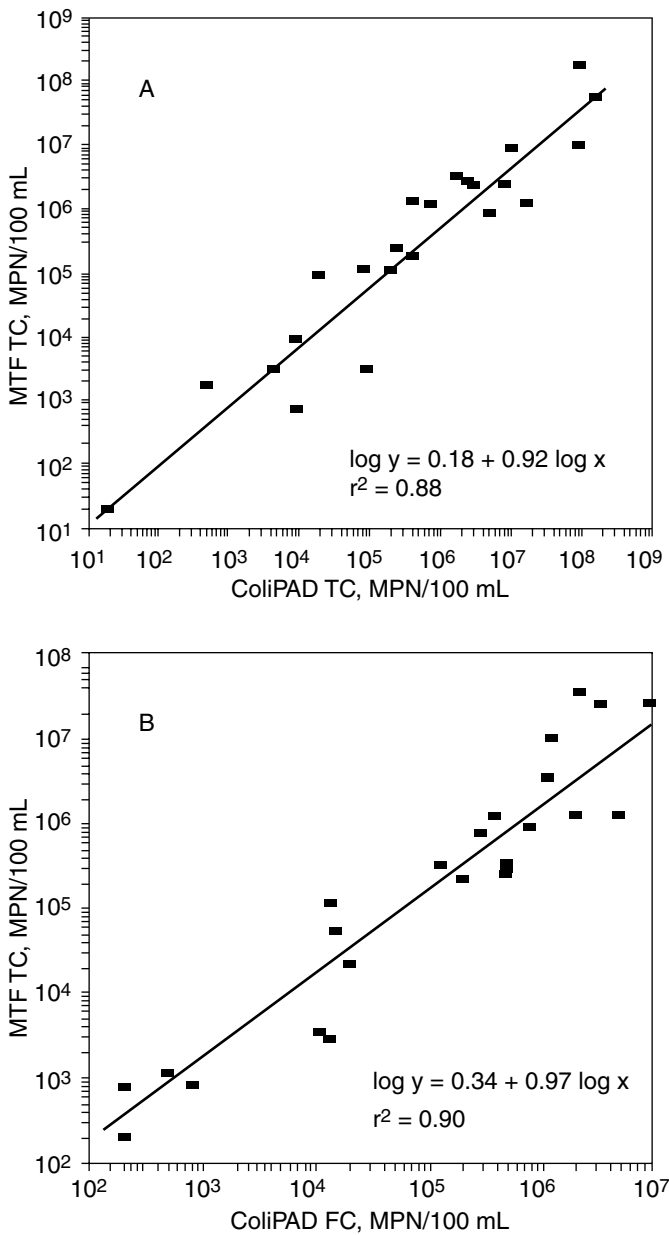 10⁹
10⁸
10⁷
10⁶
10⁵
10⁴
10³
10²
10¹
MTF TC, MPN/100 mL
A
log y = 0.18 + 0.92 log x
r² = 0.88
10¹ 10² 10³ 10⁴ 10⁵ 10⁶ 10⁷ 10⁸ 10⁹
ColiPAD TC, MPN/100 mL
10⁸
10⁷
10⁶
10⁵
10⁴
10³
10²
MTF TC, MPN/100 mL
B
log y = 0.34 + 0.97 log x
r² = 0.90
10² 10³ 10⁴ 10⁵ 10⁶ 10⁷
ColiPAD FC, MPN/100 mL